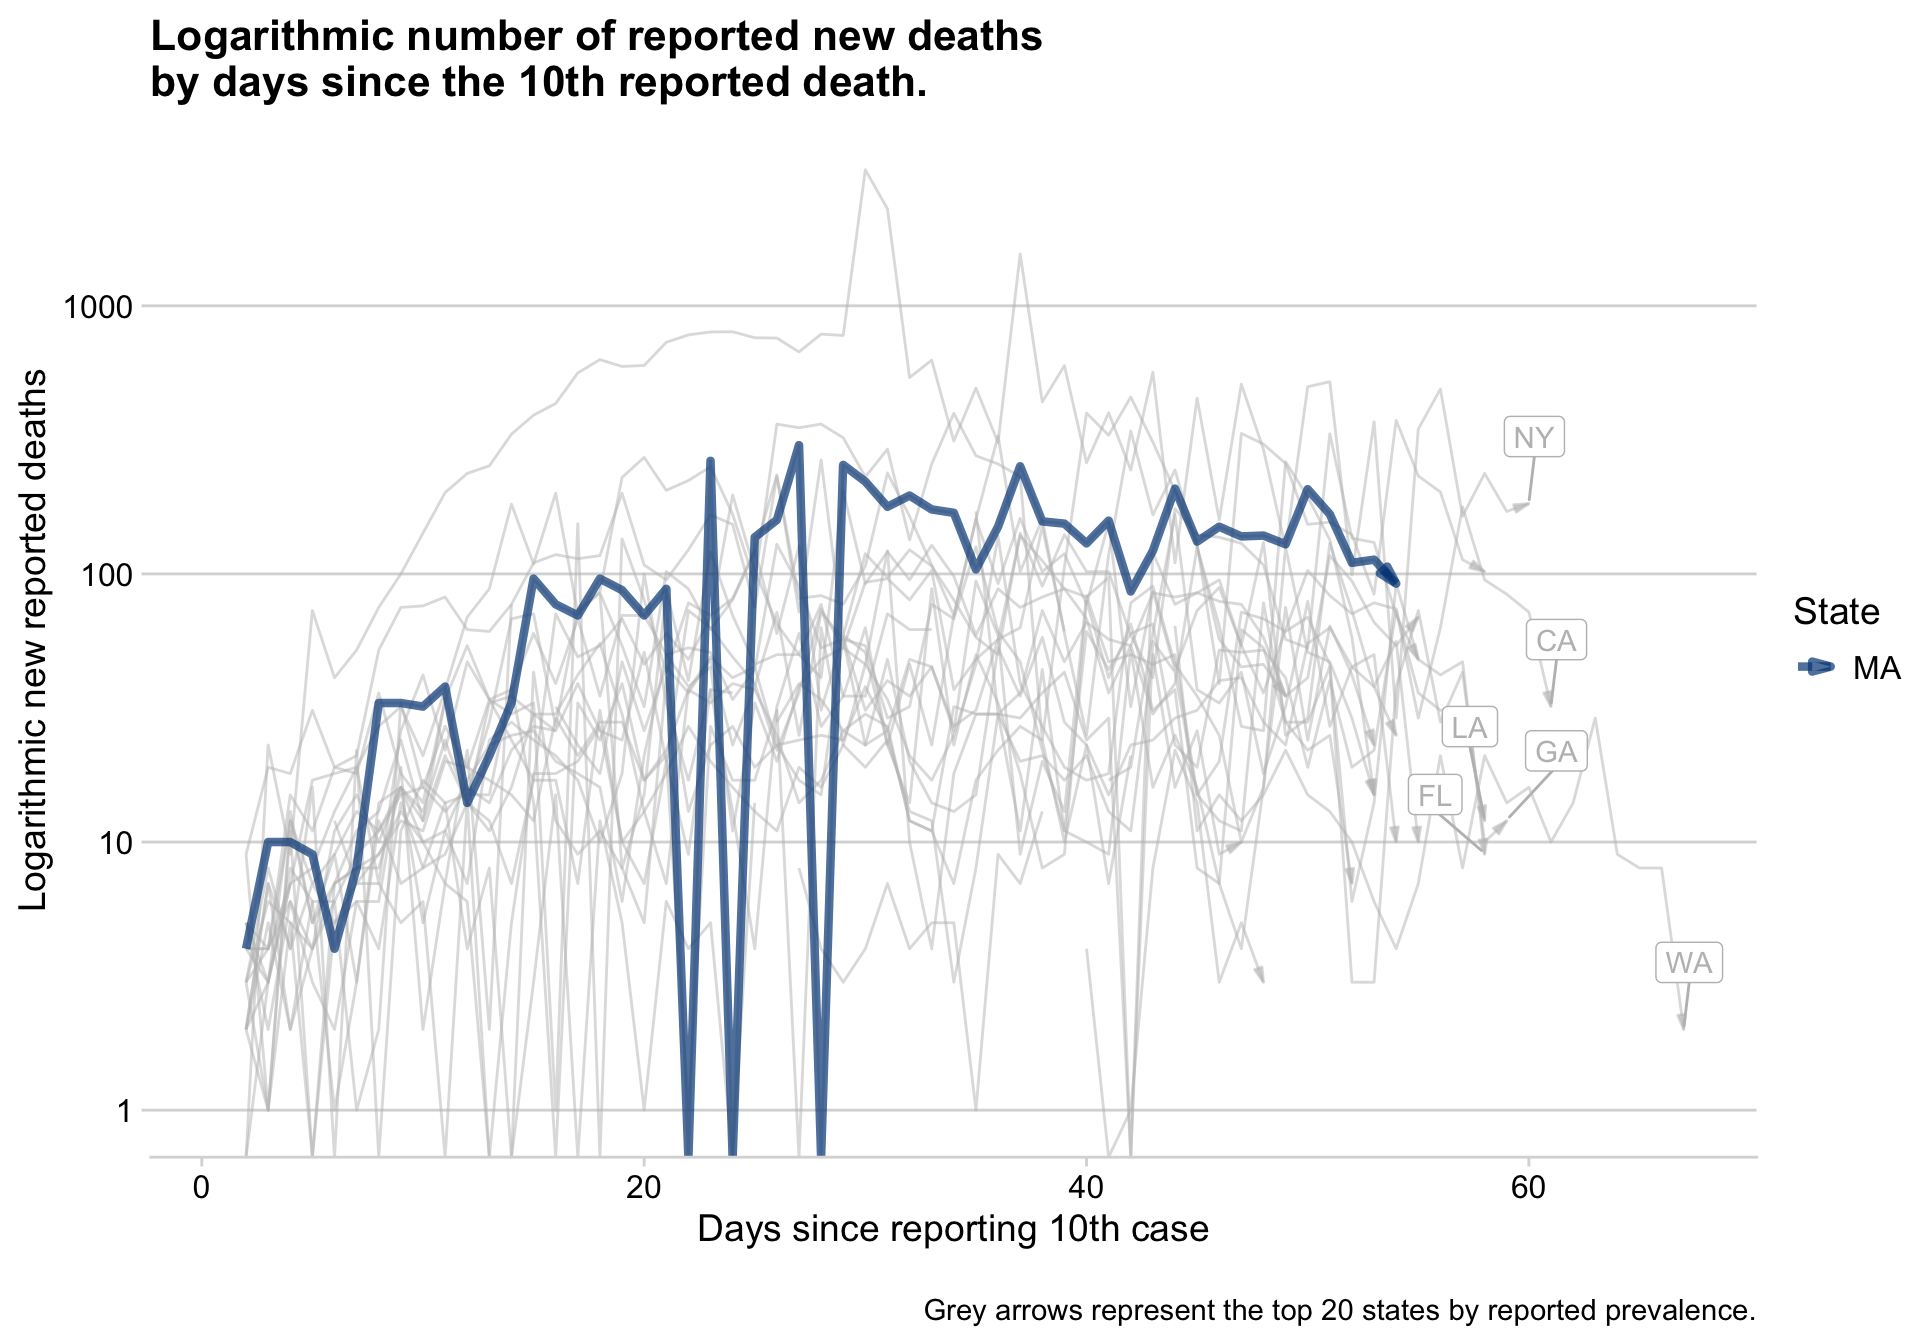 Logarithmic number of reported new deaths
by days since the 10th reported death.
Logarithmic new reported deaths
1000
100
10
1
NY
CA
LA
GA
FL
WA
State
MA
0
20
40
60
Days since reporting 10th case
Grey arrows represent the top 20 states by reported prevalence.